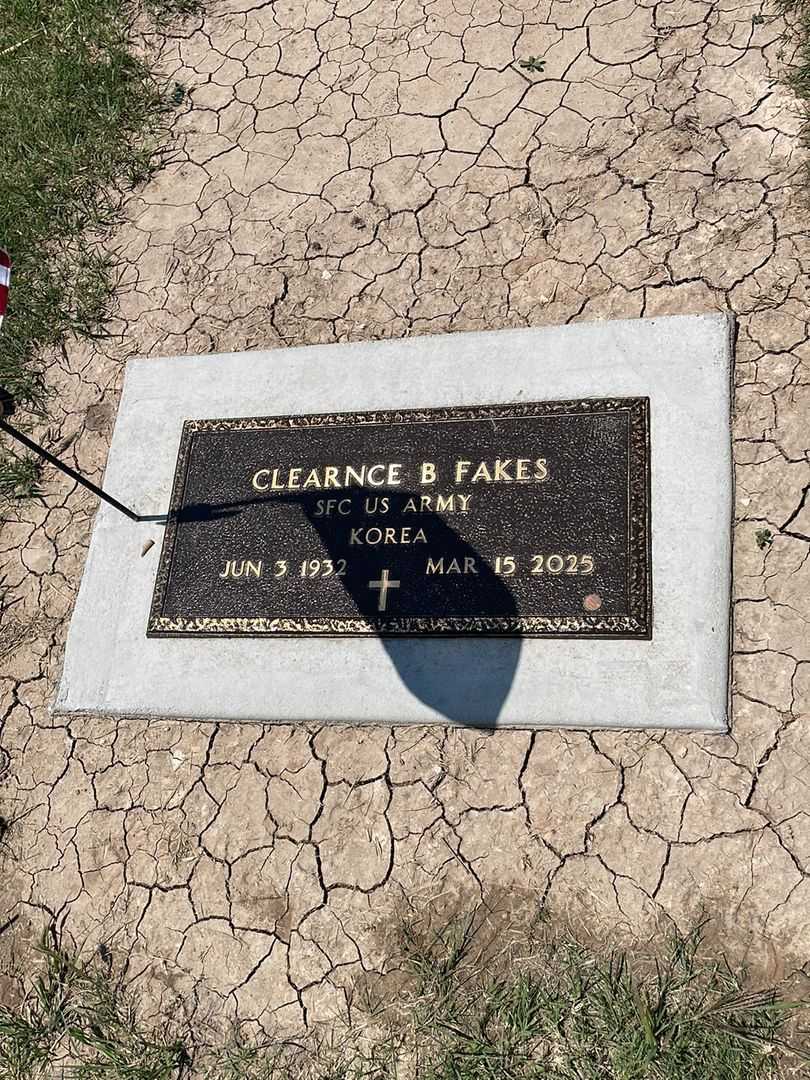 CLEARNCE B FAKES
SFC US ARMY
KOREA
JUN 3 1932 MAR 15 2025